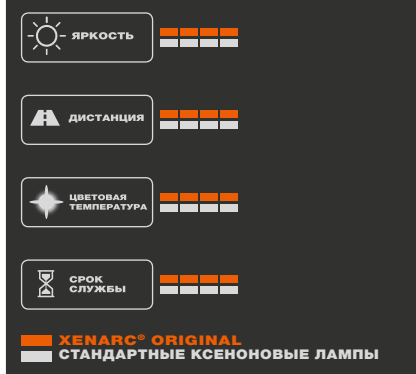 ЯРКОСТЬ
ДИСТАНЦИЯ
ЦВЕТОВАЯ
ТЕМПЕРАТУРА
СРОК
СЛУЖБЫ
XENARC® ORIGINAL
СТАНДАРТНЫЕ КСЕНОНОВЫЕ ЛАМПЫ